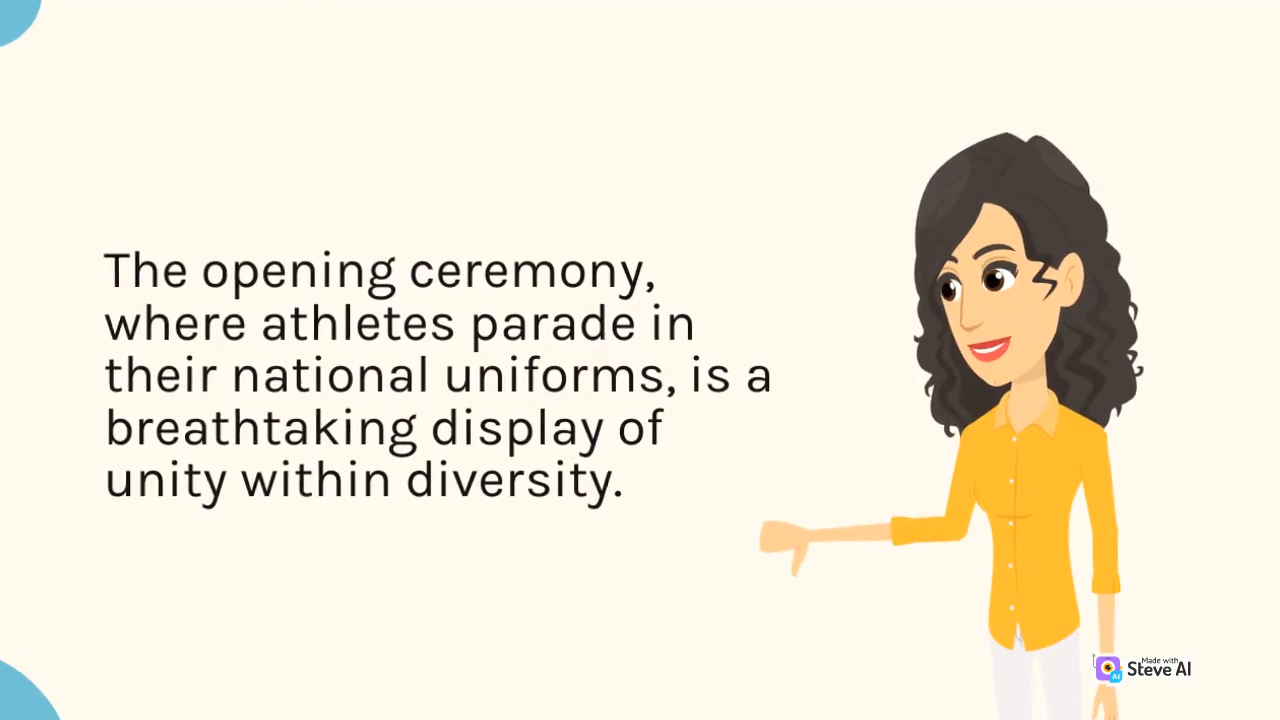 The opening ceremony,
where athletes parade in
their national uniforms, is a
breathtaking display of
unity within diversity.
Made with
Steve AI
AI